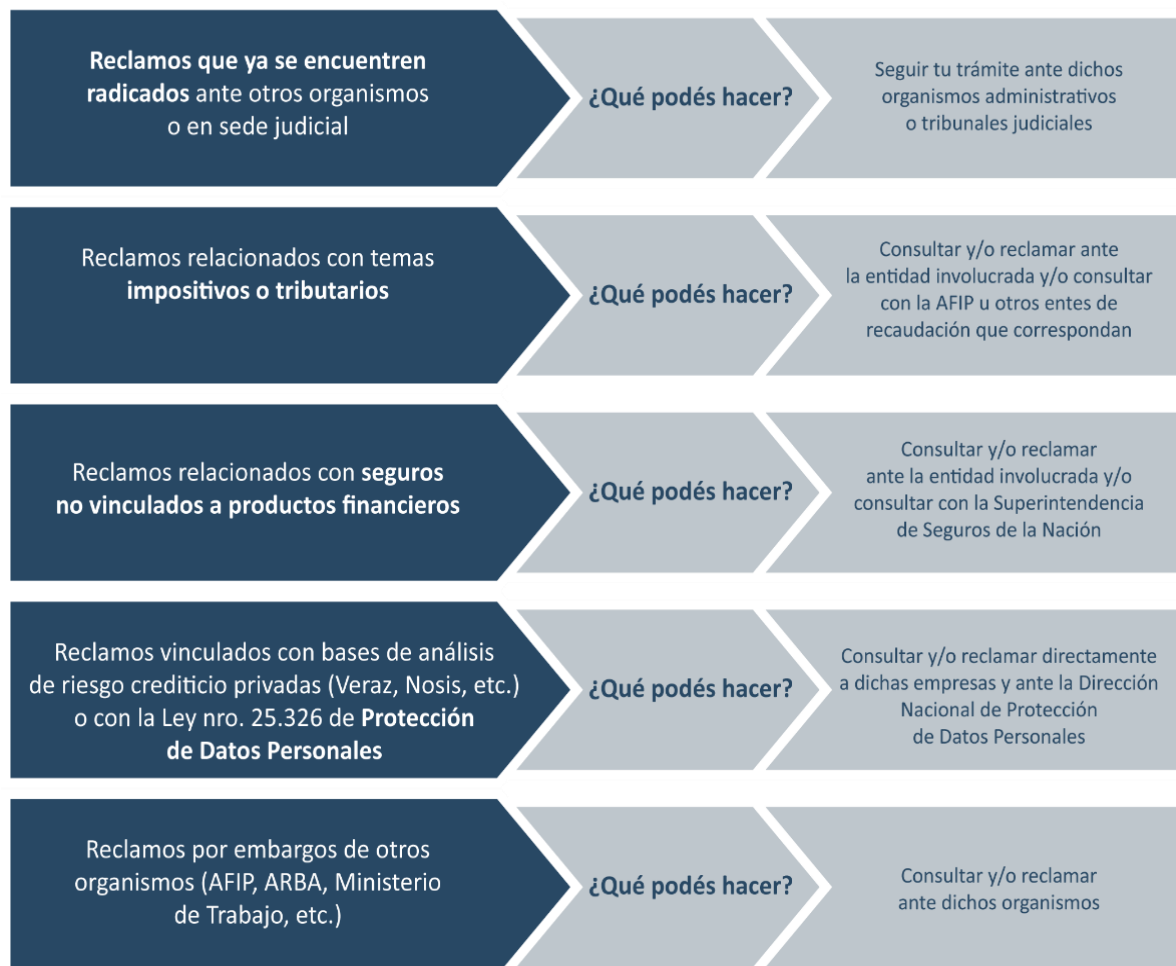 Reclamos que ya se encuentren
radicados ante otros organismos
o en sede judicial
¿Qué podés hacer?
Seguir tu trámite ante dichos
organismos administrativos
o tribunales judiciales
Reclamos relacionados con temas
impositivos o tributarios
¿Qué podés hacer?
Consultar y/o reclamar ante
la entidad involucrada y/o consultar
con la AFIP u otros entes de
recaudación que correspondan
Reclamos relacionados con seguros
no vinculados a productos financieros
¿Qué podés hacer?
Consultar y/o reclamar
ante la entidad involucrada y/o
consultar con la Superintendencia
de Seguros de la Nación
Reclamos vinculados con bases de análisis
de riesgo crediticio privadas (Veraz, Nosis, etc.)
o con la Ley nro. 25.326 de Protección
de Datos Personales
¿Qué podés hacer?
Consultar y/o reclamar directamente
a dichas empresas y ante la Dirección
Nacional de Protección
de Datos Personales
Reclamos por embargos de otros
organismos (AFIP, ARBA, Ministerio
de Trabajo, etc.)
¿Qué podés hacer?
Consultar y/o reclamar
ante dichos organismos